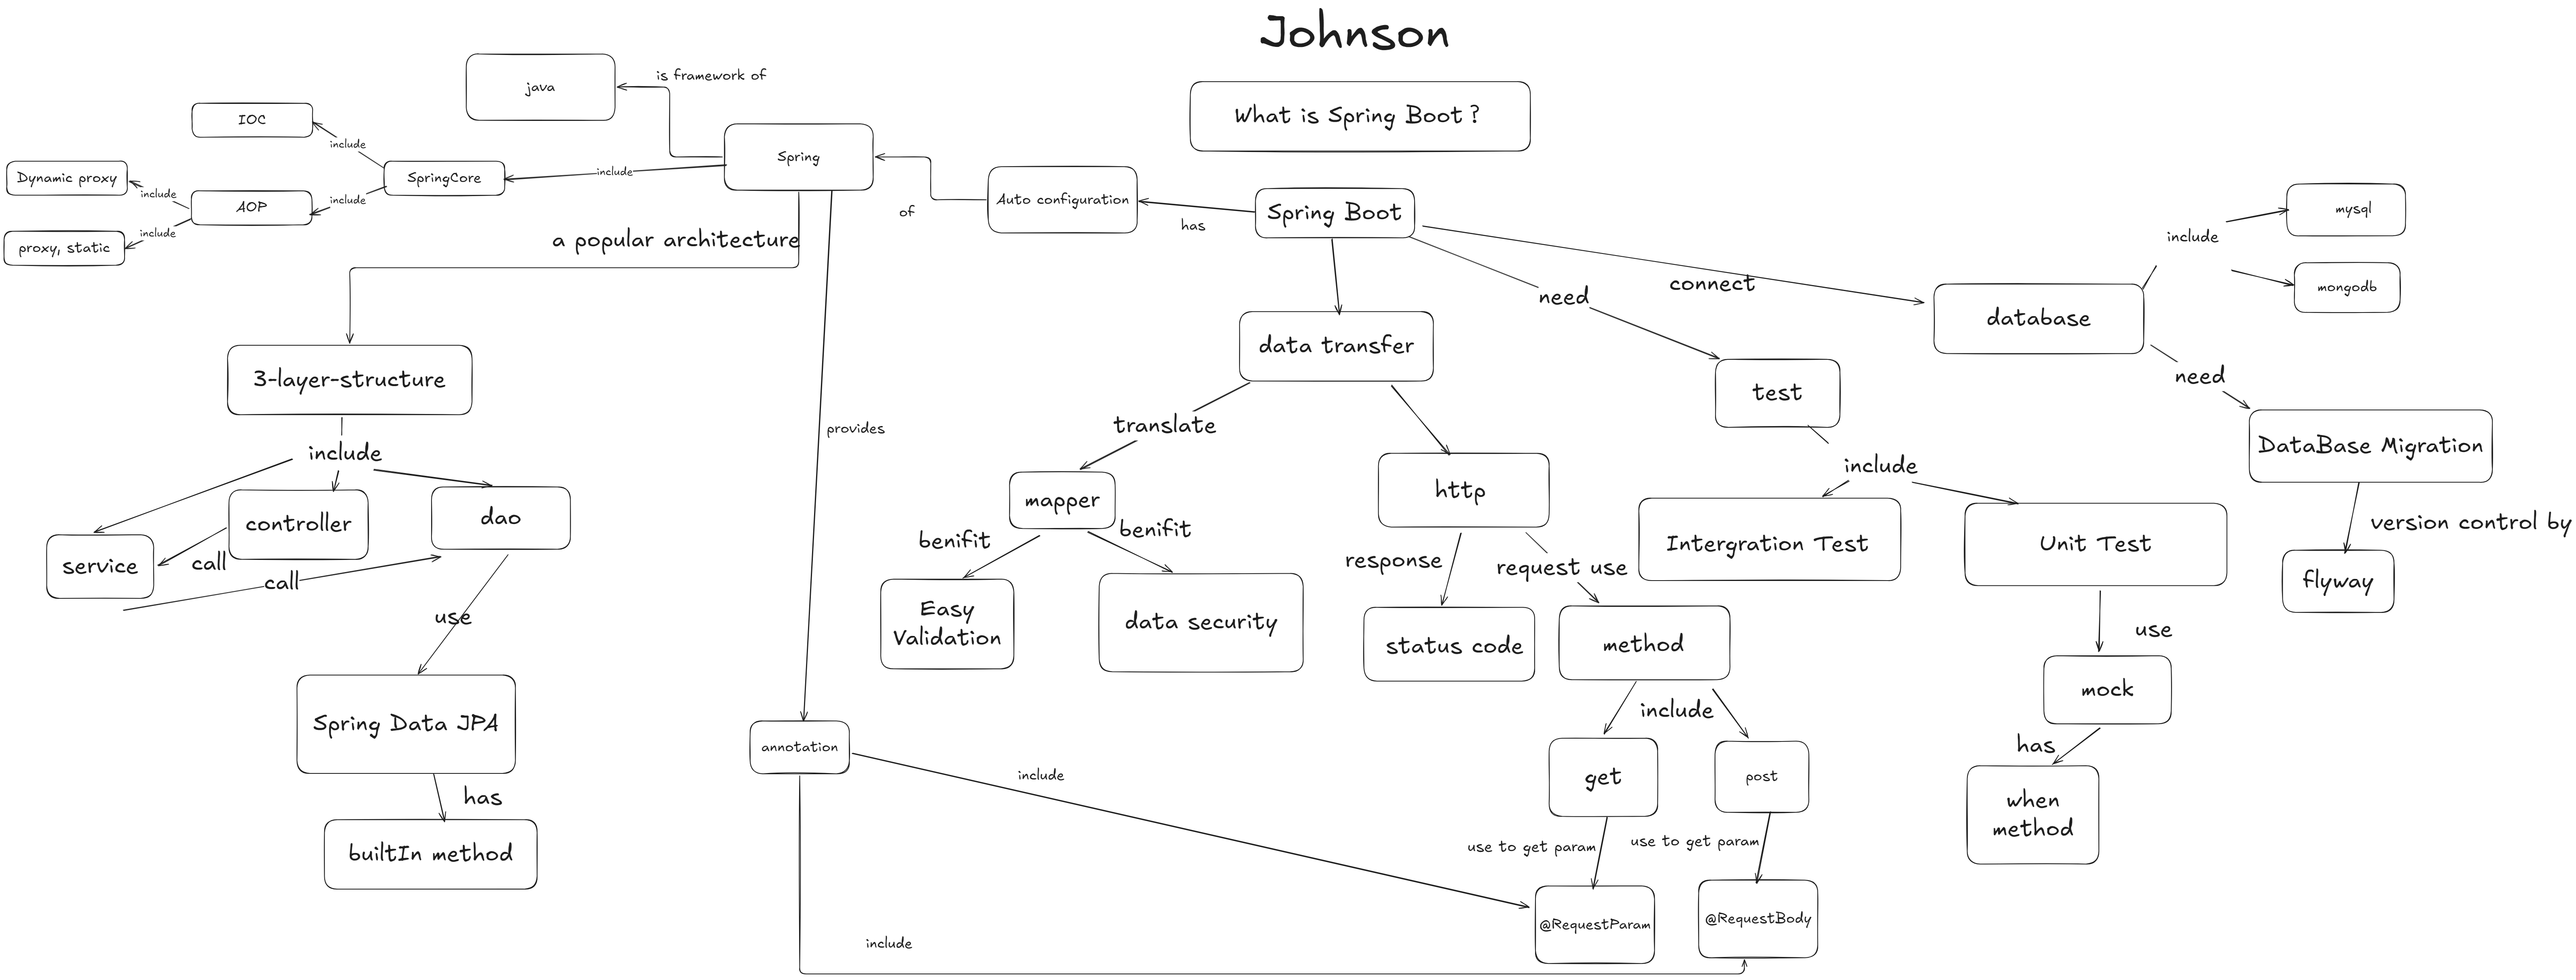 Johnson
What is Spring Boot ?
java
is framework of
IOC
include
Spring
Dynamic proxy
include
SpringCore
include
AOP
include
proxy, static
include
a popular architecture
of
Auto configuration
has
Spring Boot
mysql
include
mongodb
connect
need
database
data transfer
need
test
3-layer-structure
include
provides
translate
mapper
http
include
DataBase Migration
controller
dao
service
call
call
use
benifit
benifit
Easy
Validation
data security
response
request use
status code
method
Intergration Test
Unit Test
version control by
flyway
use
mock
has
when
method
Spring Data JPA
has
builtIn method
annotation
include
include
get
post
use to get param
use to get param
@RequestParam
@RequestBody
include